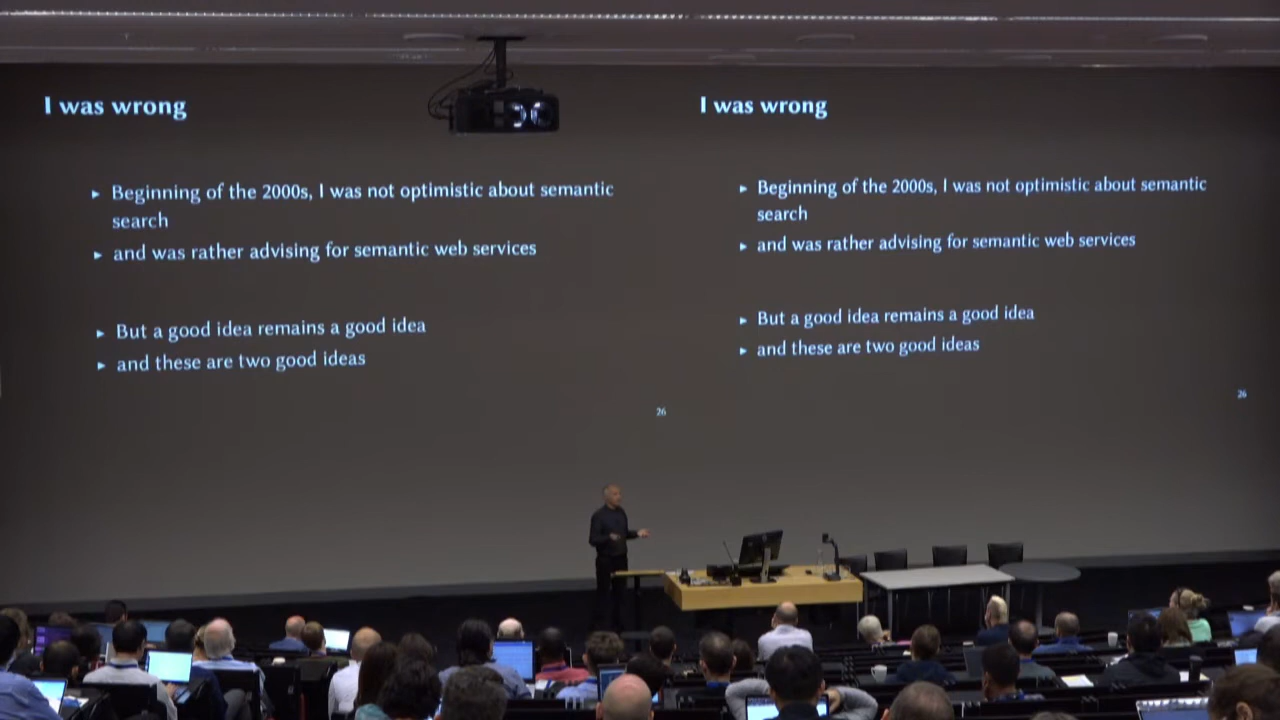 I was wrong
▸ Beginning of the 2000s, I was not optimistic about semantic
search
▸ and was rather advising for semantic web services
▸ But a good idea remains a good idea
▸ and these are two good ideas
26
I was wrong
▸ Beginning of the 2000s, I was not optimistic about semantic
search
▸ and was rather advising for semantic web services
▸ But a good idea remains a good idea
▸ and these are two good ideas
26